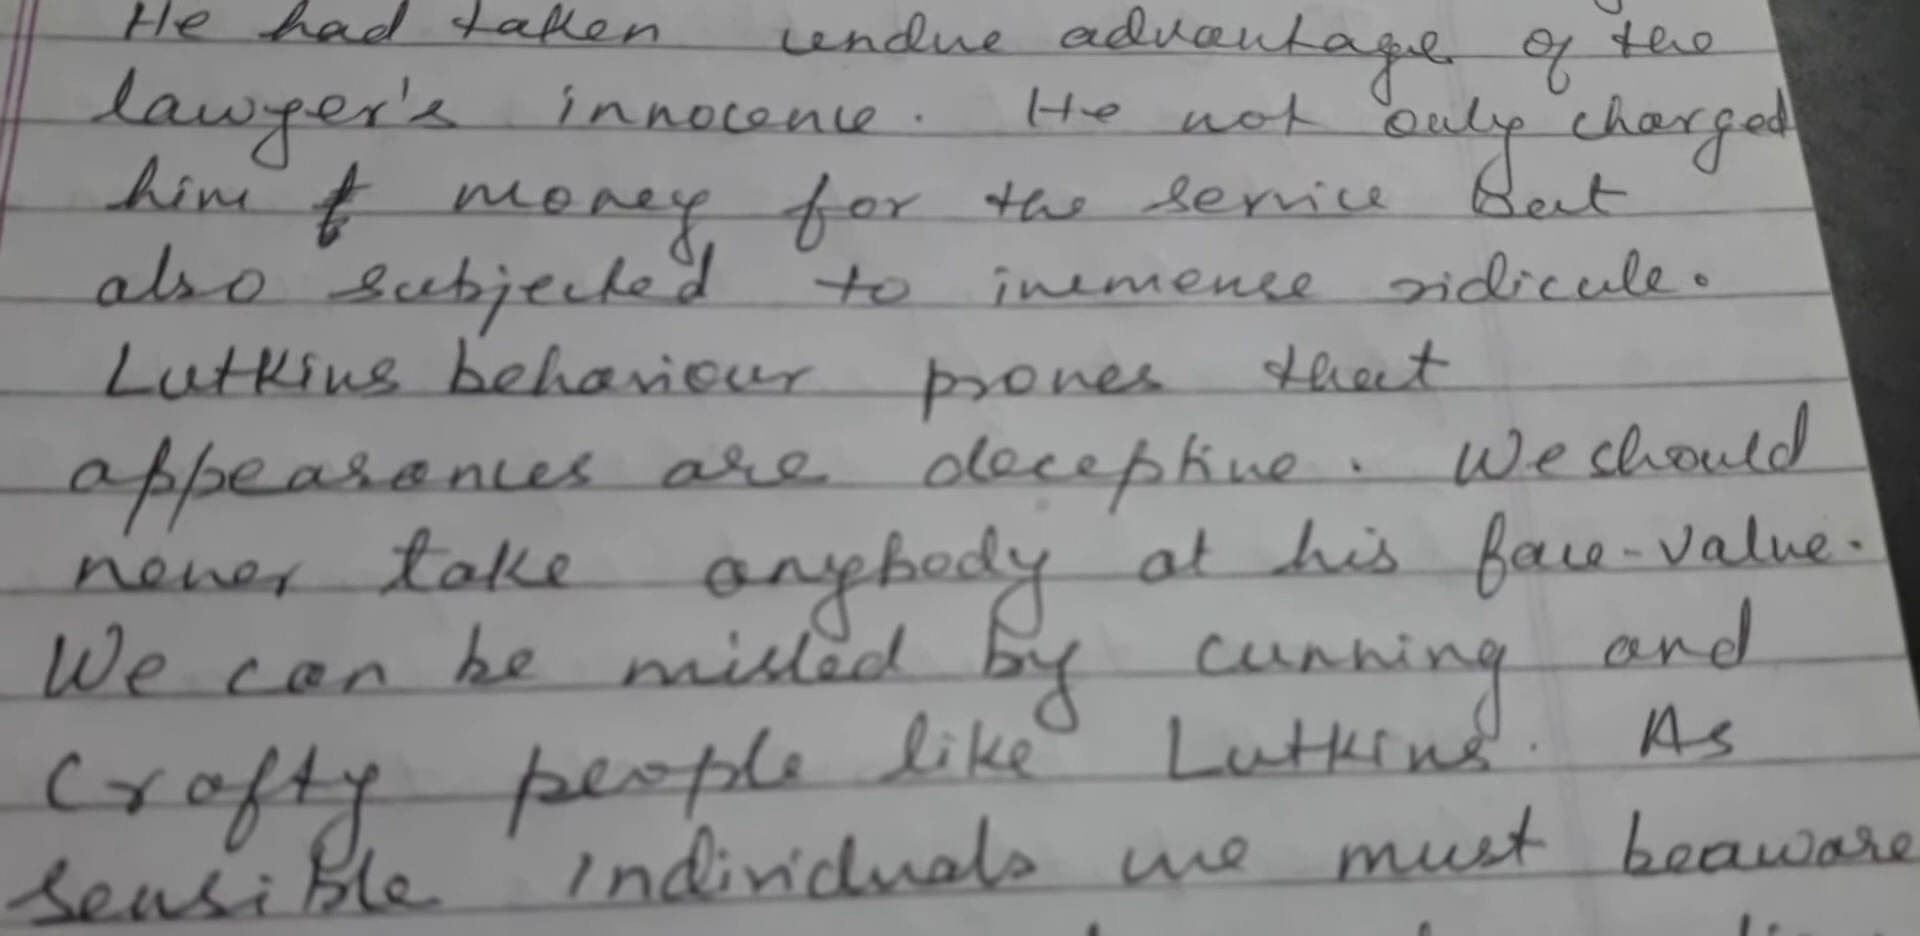 He had taken undue advantage of the
lawyer's innocence. He not only charged
him money for the service But
also subjected to immense ridicule.
Lutkins behaviour proves that
appearances are deceptive. We should
never take anybody at his face-value.
We can be misled by cunning and
Crafty people like Lutkins. As
sensible individuals we must beaware